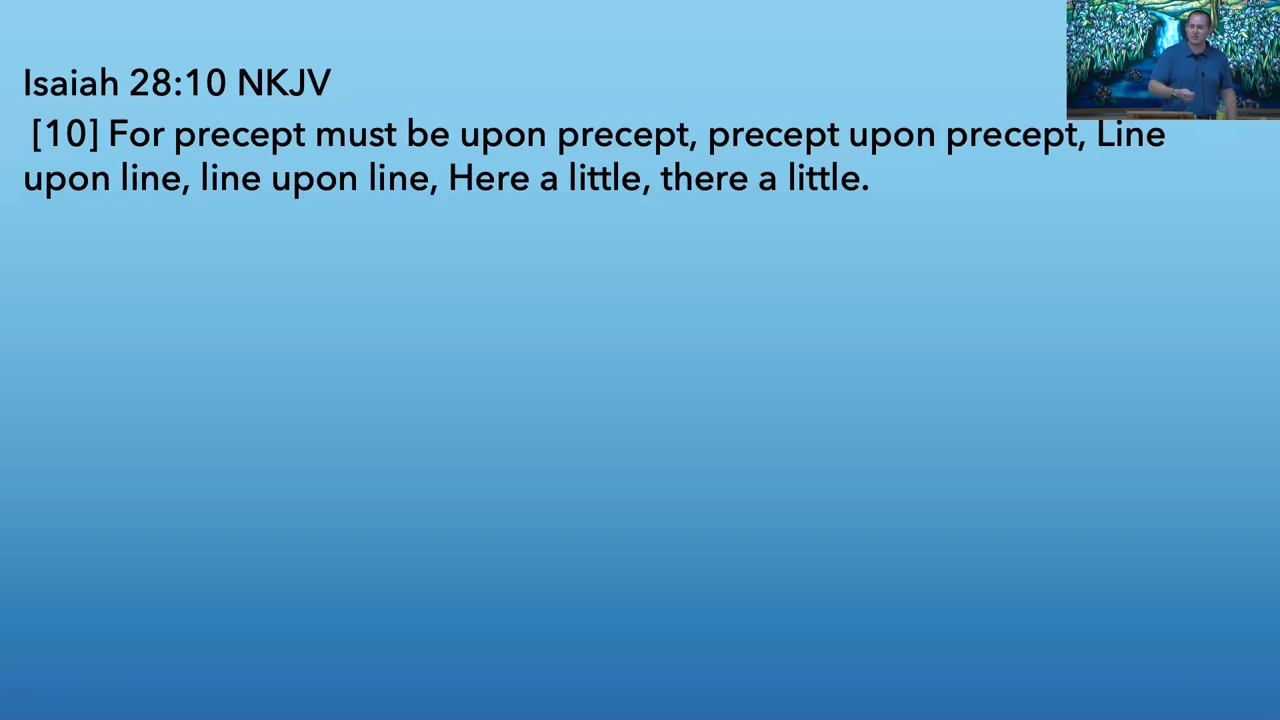 Isaiah 28:10 NKJV
[10] For precept must be upon precept, precept upon precept, Line
upon line, line upon line, Here a little, there a little.